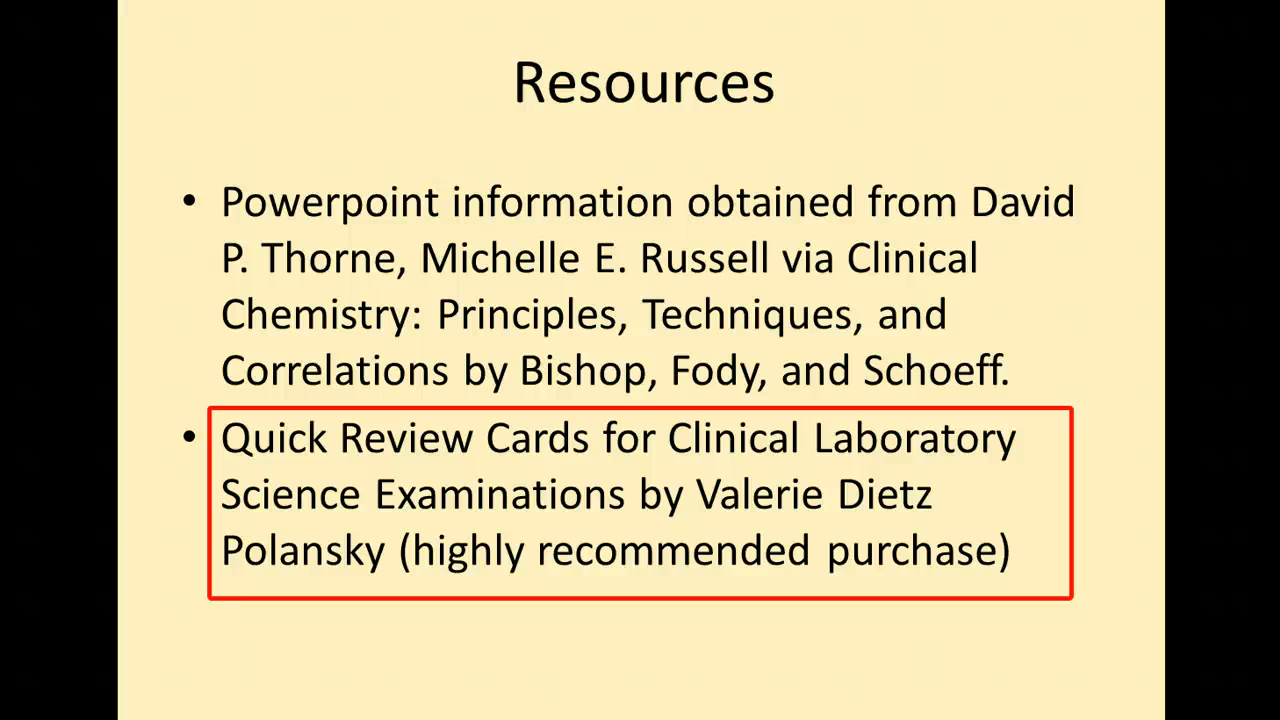 Resources
• Powerpoint information obtained from David
P. Thorne, Michelle E. Russell via Clinical
Chemistry: Principles, Techniques, and
Correlations by Bishop, Fody, and Schoeff.
• Quick Review Cards for Clinical Laboratory
Science Examinations by Valerie Dietz
Polansky (highly recommended purchase)